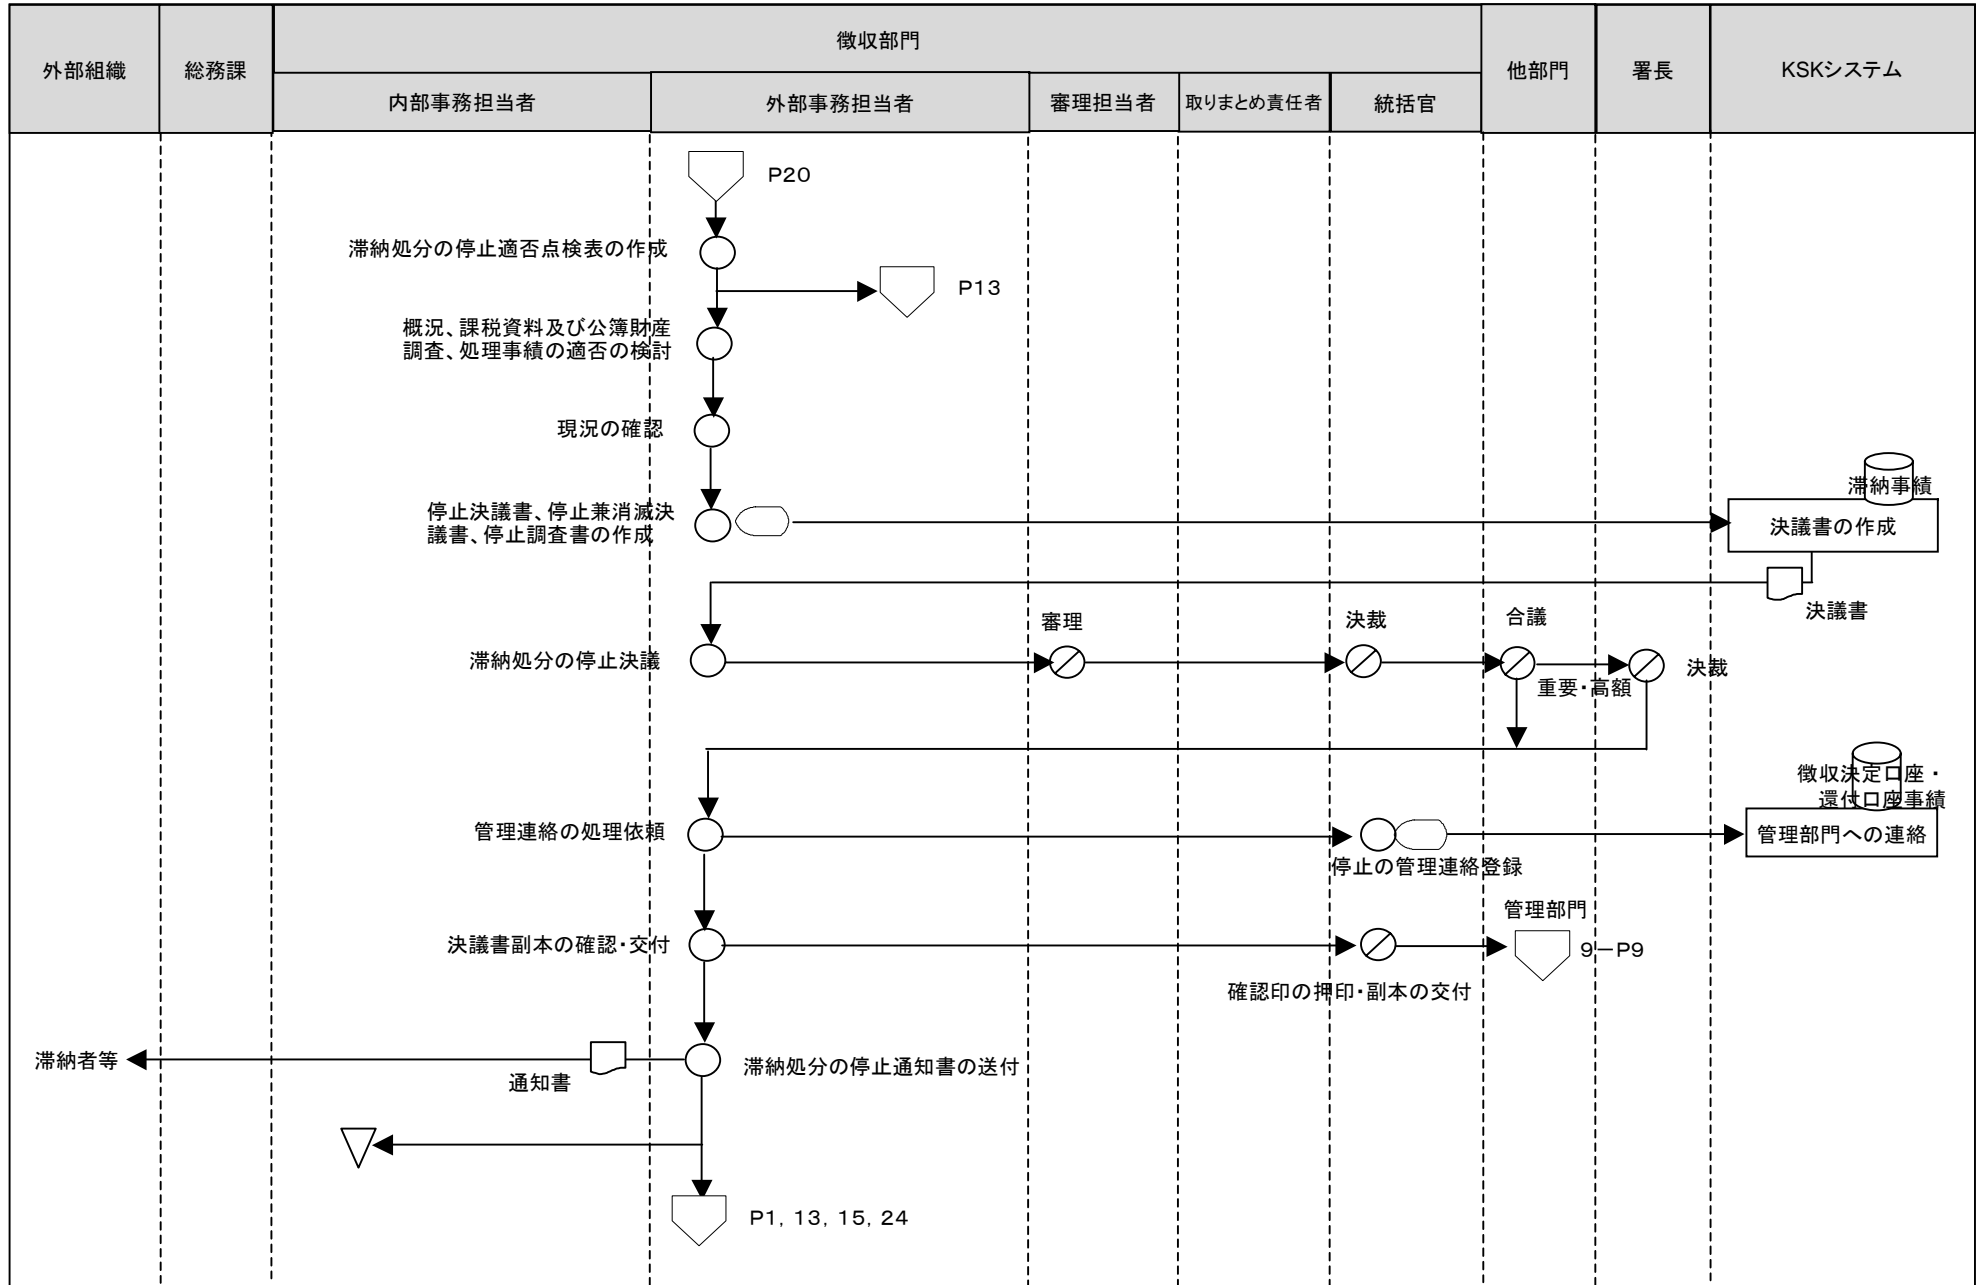 外部組織
総務課
徴収部門
内部事務担当者
外部事務担当者
審理担当者
取りまとめ責任者
統括官
他部門
署長
KSKシステム
P20
滞納処分の停止適否点検表の作成
P13
概況、課税資料及び公簿財産
調査、処理事績の適否の検討
現況の確認
滞納事績
停止決議書、停止兼消滅決
議書、停止調査書の作成
決議書の作成
決議書
審理
決裁
合議
滞納処分の停止決議
決裁
重要・高額
徴収決定口座・
還付口座事績
管理連絡の処理依頼
管理部門への連絡
停止の管理連絡登録
管理部門
決議書副本の確認・交付
9－P9
確認印の押印・副本の交付
滞納者等
通知書
滞納処分の停止通知書の送付
P1, 13, 15, 24